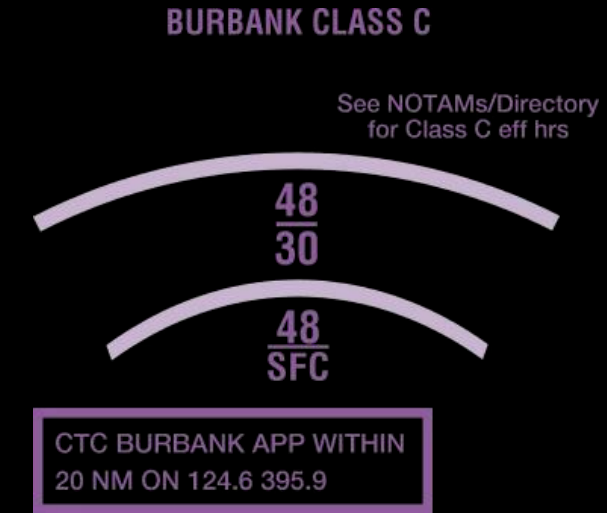 BURBANK CLASS C
See NOTAMs/Directory
for Class C eff hrs
48
30
48
SFC
CTC BURBANK APP WITHIN
20 NM ON 124.6 395.9